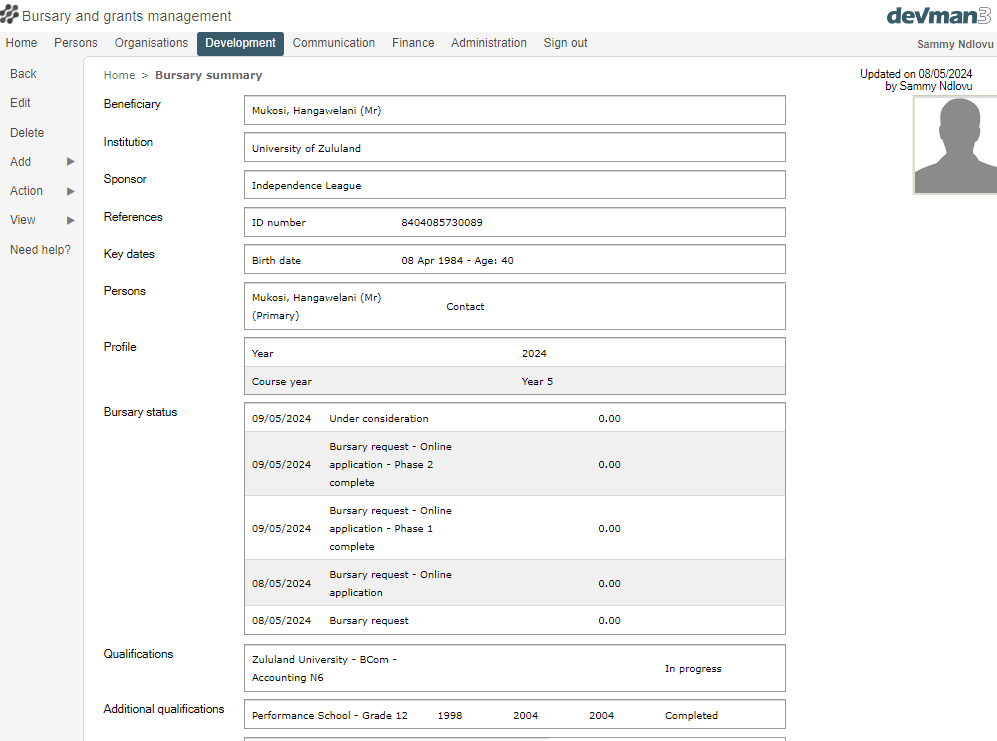 Bursary and grants management
devman3
Home Persons Organisations Development Communication Finance Administration Sign out
Sammy Ndlovu
Back
Edit
Delete
Add
Action
View
Need help?
Home > Bursary summary
Updated on 08/05/2024
by Sammy Ndlovu
Beneficiary
Mukosi, Hangawelani (Mr)
Institution
University of Zululand
Sponsor
Independence League
References
ID number 8404085730089
Key dates
Birth date 08 Apr 1984 - Age: 40
Persons
Mukosi, Hangawelani (Mr)
(Primary)
Contact
Profile
Year 2024
Course year Year 5
Bursary status
09/05/2024 Under consideration 0.00
09/05/2024
Bursary request - Online
application - Phase 2
complete
0.00
09/05/2024
Bursary request - Online
application - Phase 1
complete
0.00
08/05/2024
Bursary request - Online
application
0.00
08/05/2024 Bursary request 0.00
Qualifications
Zululand University - BCom -
Accounting N6
In progress
Additional qualifications
Performance School - Grade 12 1998 2004 2004 Completed